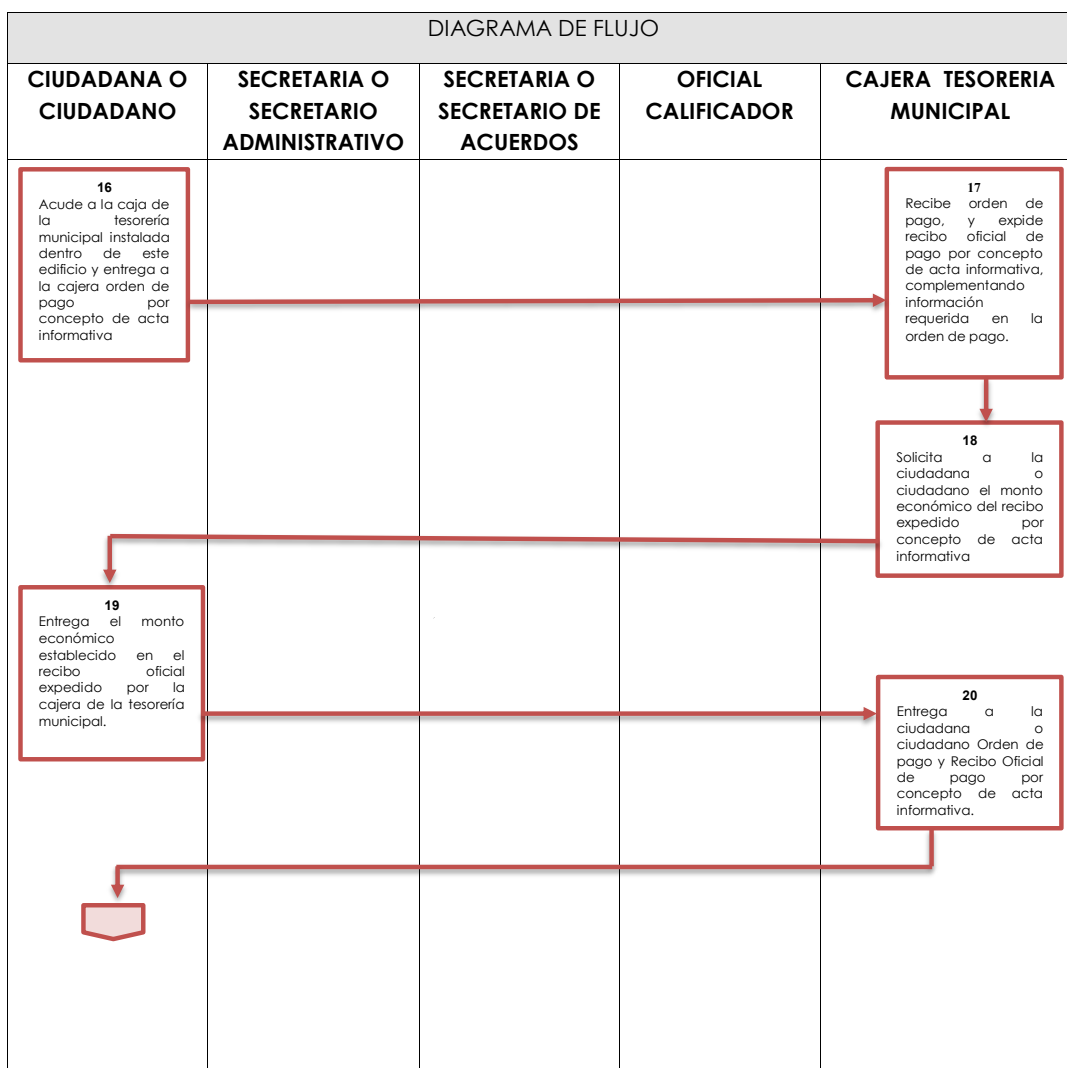 DIAGRAMA DE FLUJO
CIUDADANA O
CIUDADANO
SECRETARIA O
SECRETARIO
ADMINISTRATIVO
SECRETARIA O
SECRETARIO DE
ACUERDOS
OFICIAL
CALIFICADOR
CAJERA TESORERIA
MUNICIPAL
16
Acude a la caja de
la tesorería
municipal instalada
dentro de este
edificio y entrega a
la cajera orden de
pago por
concepto de acta
informativa
17
Recibe orden de
pago, y expide
recibo oficial de
pago por concepto
de acta informativa,
complementando
información
requerida en la
orden de pago.
18
Solicita a la
ciudadana o
ciudadano el monto
económico del recibo
expedido por
concepto de acta
informativa
19
Entrega el monto
económico
establecido en el
recibo oficial
expedido por la
cajera de la tesorería
municipal.
20
Entrega a la
ciudadana o
ciudadano Orden de
pago y Recibo Oficial
de pago por
concepto de acta
informativa.